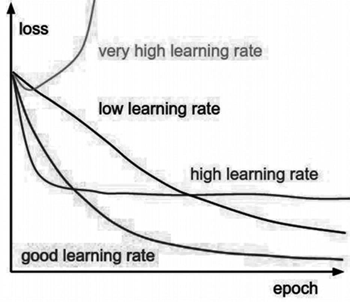 loss
very high learning rate
low learning rate
high learning rate
good learning rate
epoch